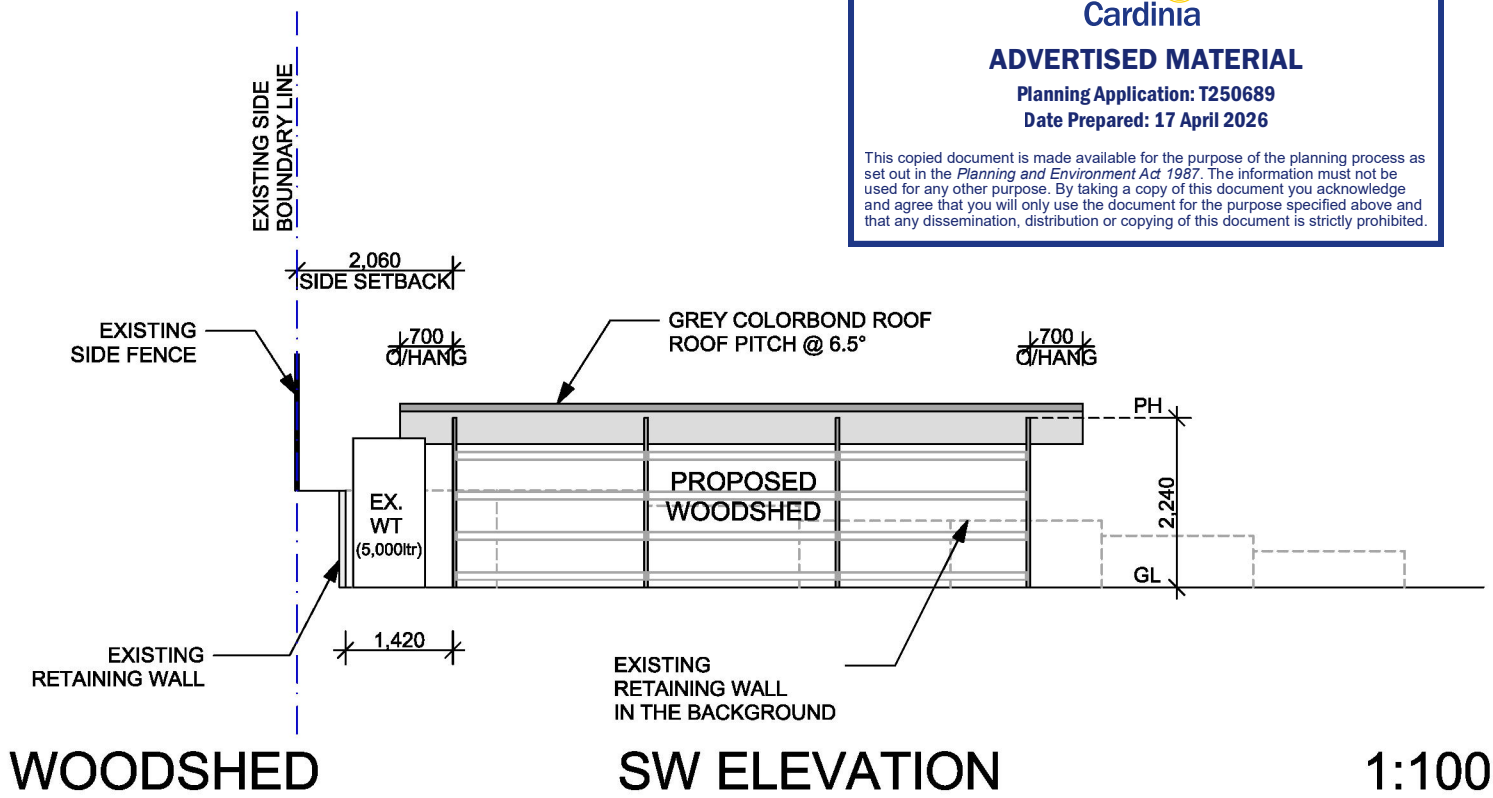 Cardinia
ADVERTISED MATERIAL
Planning Application: T250689
Date Prepared: 17 April 2026
This copied document is made available for the purpose of the planning process as
set out in the Planning and Environment Act 1987. The information must not be
used for any other purpose. By taking a copy of this document you acknowledge
and agree that you will only use the document for the purpose specified above and
that any dissemination, distribution or copying of this document is strictly prohibited.
EXISTING SIDE
BOUNDARY LINE
2,060
SIDE SETBACK
EXISTING
SIDE FENCE
700
O/HANG
GREY COLORBOND ROOF
ROOF PITCH @ 6.5°
700
O/HANG
PH
EX.
WT
(5,000ltr)
PROPOSED
WOODSHED
2,240
GL
1,420
EXISTING
RETAINING WALL
EXISTING
RETAINING WALL
IN THE BACKGROUND
WOODSHED
SW ELEVATION
1:100